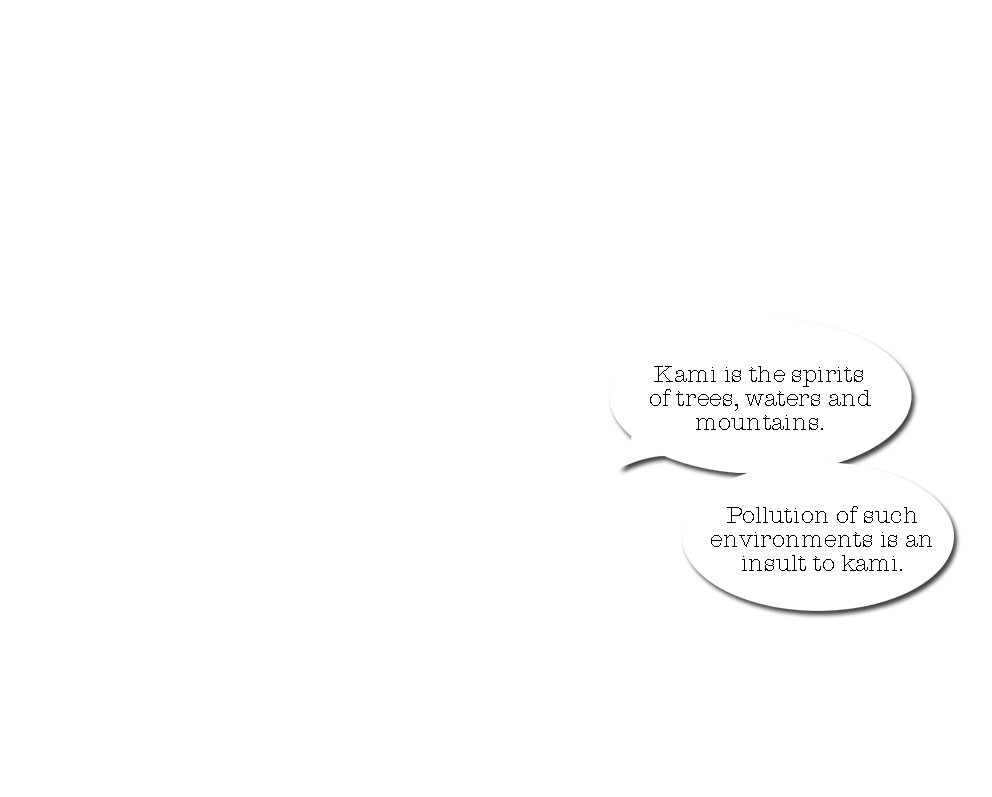 Kami is the spirits
of trees, waters and
mountains.
Pollution of such
environments is an
insult to kami.